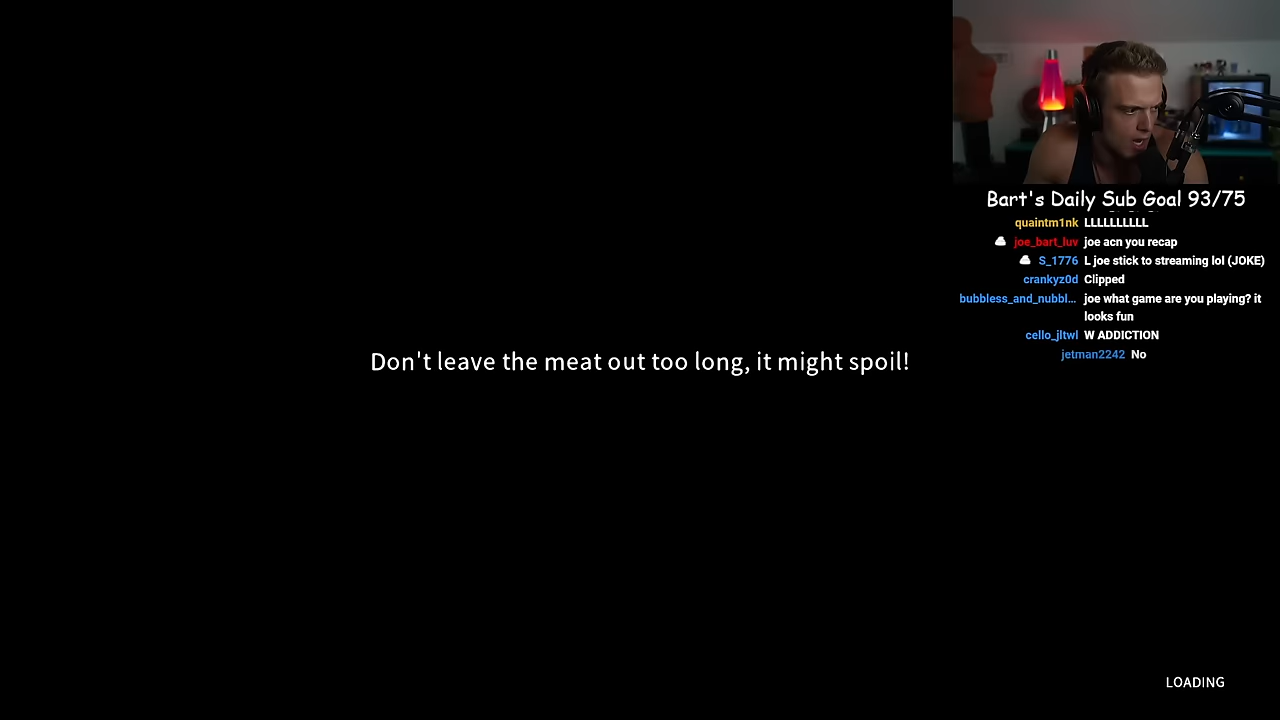 Bart's Daily Sub Goal 93/75
quaintm1nk LLLLLLLLLL
joe_bart_luv joe acn you recap
S_1776 L joe stick to streaming lol (JOKE)
crankyz0d Clipped
bubbless_and_nubbl... joe what game are you playing? it
looks fun
cello_jltwl W ADDICTION
jetman2242 No
Don't leave the meat out too long, it might spoil!
LOADING